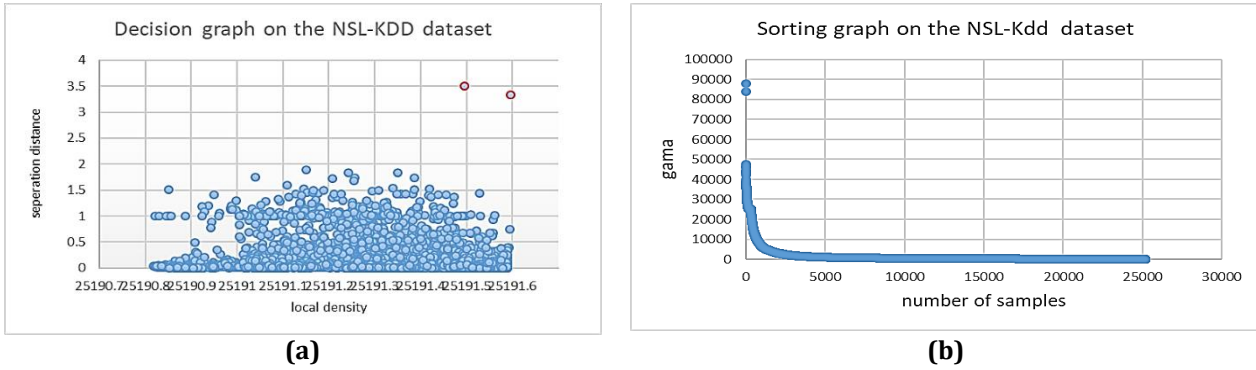 Decision graph on the NSL-KDD dataset
4
3.5
3
2.5
2
1.5
1
0.5
0
seperation distance
25190.7 25190.8 25190.9 25191 25191.1 25191.2 25191.3 25191.4 25191.5 25191.6
local density
(a)
Sorting graph on the NSL-Kdd dataset
100000
90000
80000
70000
60000
50000
40000
30000
20000
10000
0
gama
0 5000 10000 15000 20000 25000 30000
number of samples
(b)